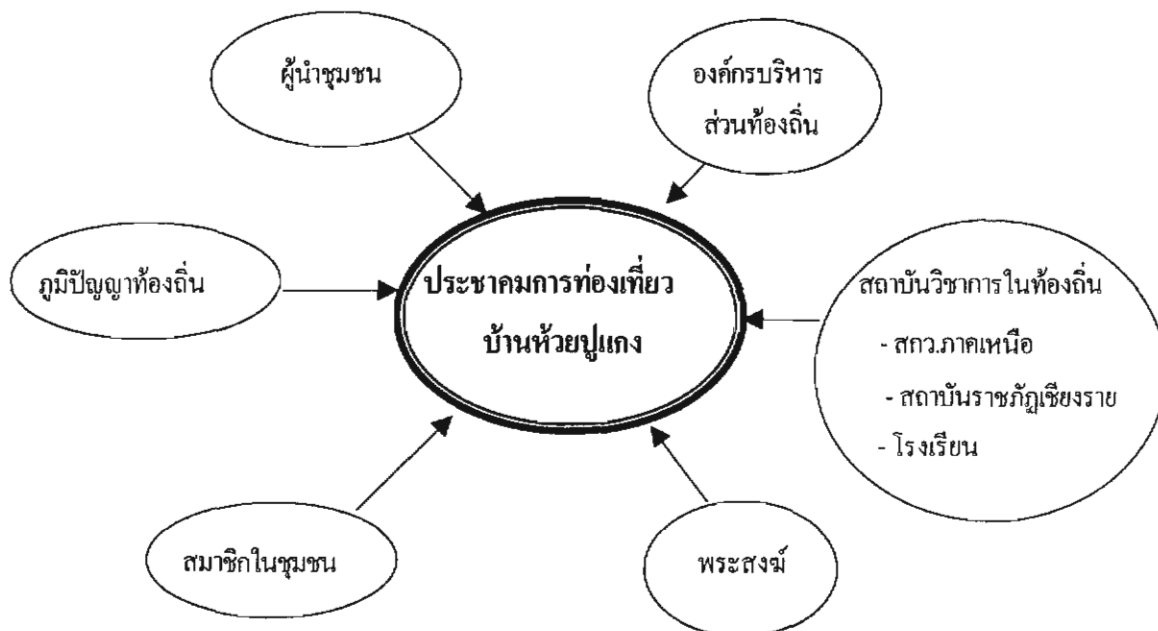 ผู้นำชุมชน
องค์กรบริหาร
ส่วนท้องถิ่น
ภูมิปัญญาท้องถิ่น
ประชาคมการท่องเที่ยว
บ้านห้วยปูแกง
สถาบันวิชาการในท้องถิ่น
- สกว.ภาคเหนือ
- สถาบันราชภัฏเชียงราย
- โรงเรียน
สมาชิกในชุมชน
พระสงฆ์